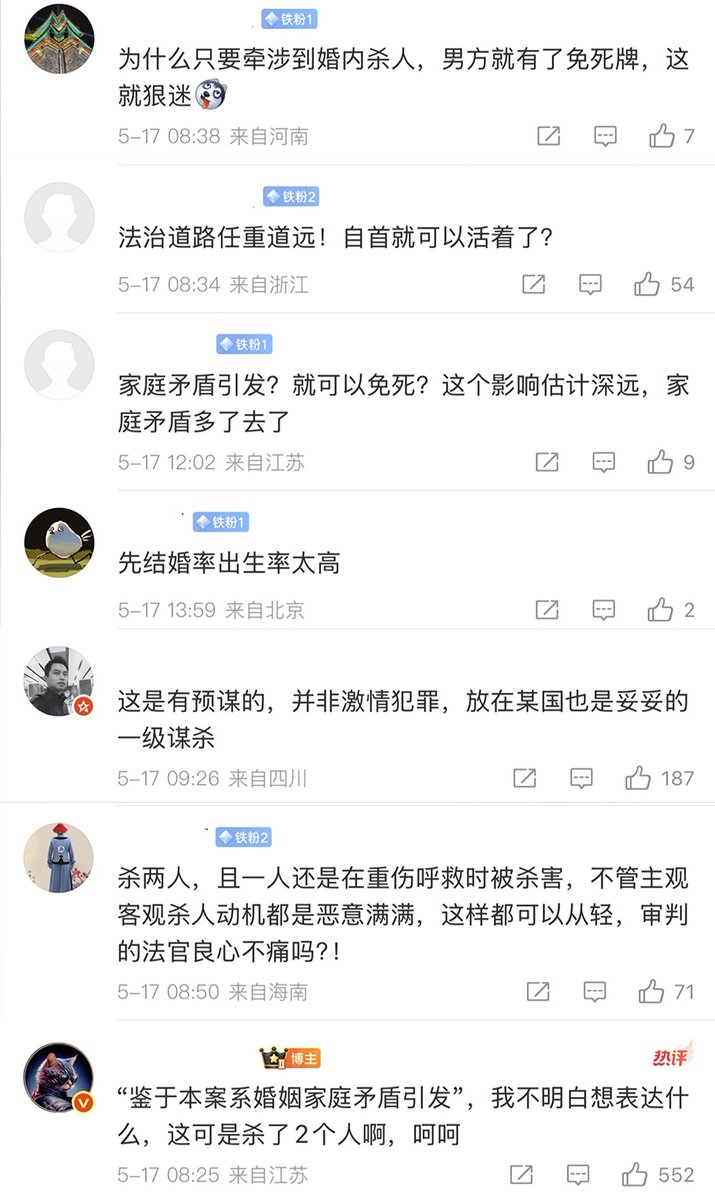 铁粉1
为什么只要牵涉到婚内杀人，男方就有了免死牌，这
就狠迷
5-17 08:38 来自河南
7
铁粉2
法治道路任重道远！自首就可以活着了？
5-17 08:34 来自浙江
54
铁粉1
家庭矛盾引发？就可以免死？这个影响估计深远，家
庭矛盾多了去了
5-17 12:02 来自江苏
9
铁粉1
先结婚率出生率太高
5-17 13:59 来自北京
2
这是有预谋的，并非激情犯罪，放在某国也是妥妥的
一级谋杀
5-17 09:26 来自四川
187
铁粉2
杀两人，且一人还是在重伤呼救时被杀害，不管主观
客观杀人动机都是恶意满满，这样都可以从轻，审判
的法官良心不痛吗?！
5-17 08:50 来自海南
71
II 博主
热评
“鉴于本案系婚姻家庭矛盾引发”，我不明白想表达什
么，这可是杀了2个人啊，呵呵
5-17 08:25 来自江苏
552